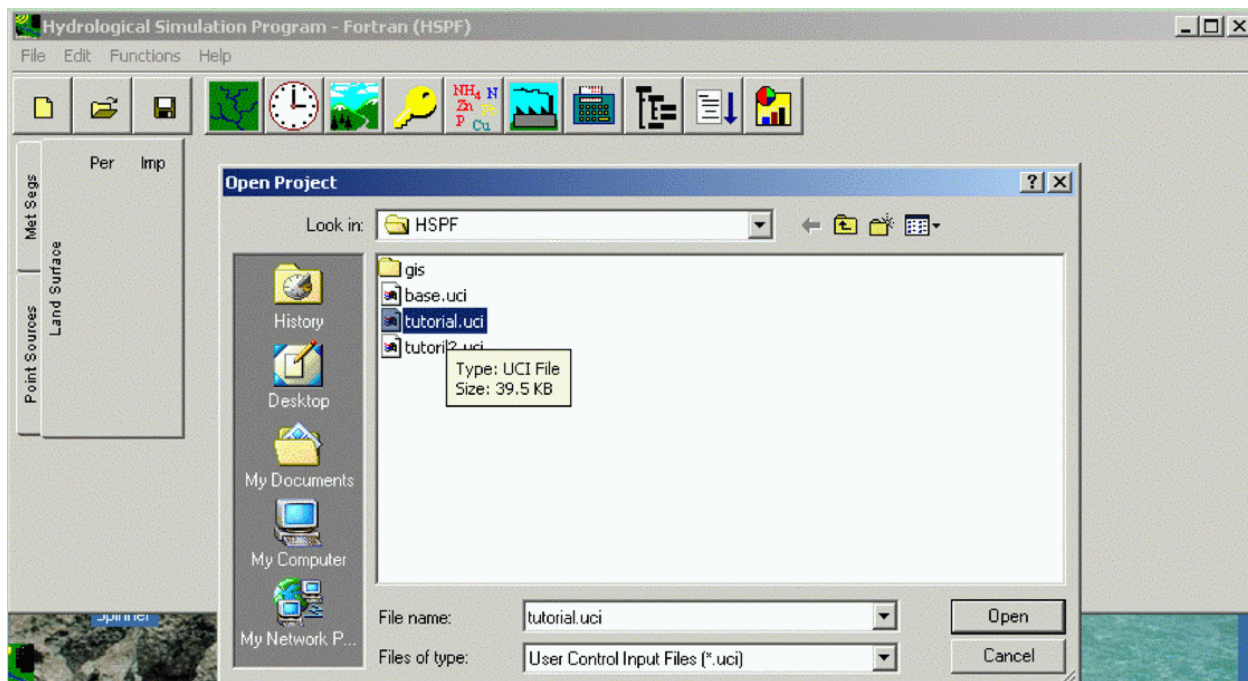 Hydrological Simulation Program - Fortran (HSPF)
File Edit Functions Help
NH4 N
Zn Pb
P Cu
Per Imp
Met Segs
Land Surface
Point Sources
Open Project
Look in: HSPF
gis
base.uci
tutorial.uci
tutoril2.uci
Type: UCI File
Size: 39.5 KB
History
Desktop
My Documents
My Computer
My Network P...
File name: tutorial.uci Open
Files of type: User Control Input Files (*.uci) Cancel